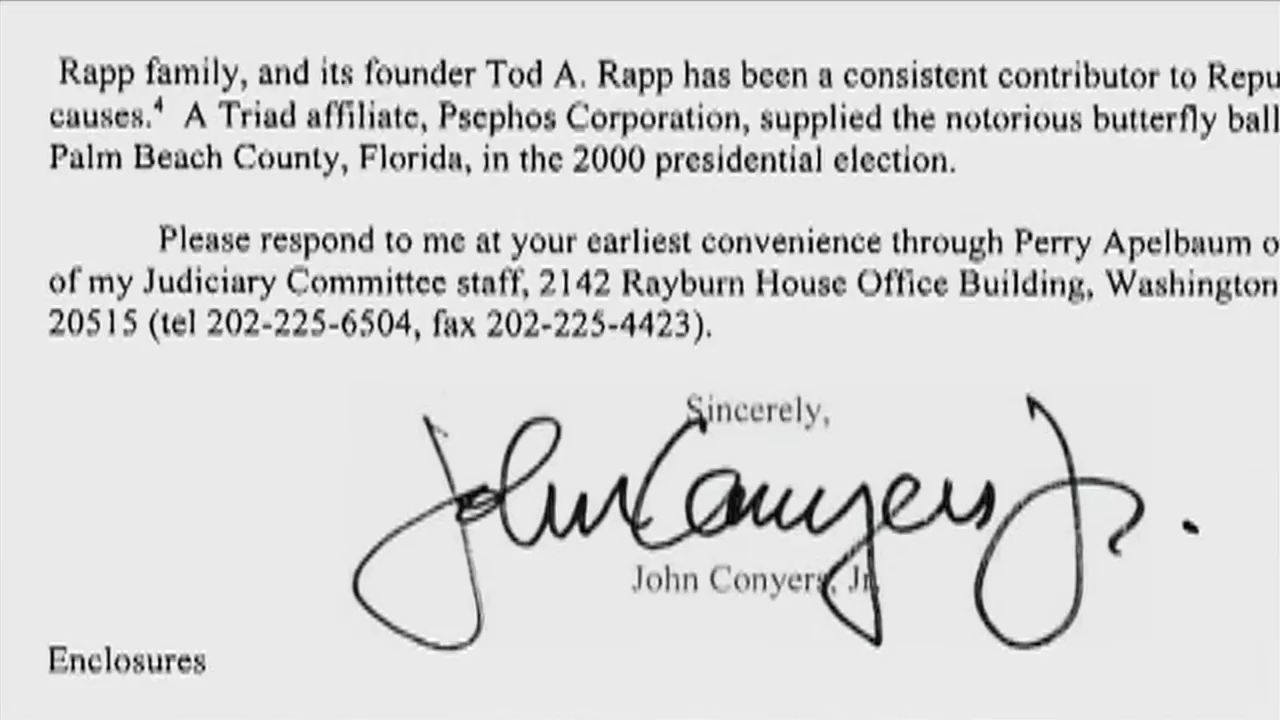 Rapp family, and its founder Tod A. Rapp has been a consistent contributor to Repu
causes.⁴ A Triad affiliate, Psephos Corporation, supplied the notorious butterfly ball
Palm Beach County, Florida, in the 2000 presidential election.
Please respond to me at your earliest convenience through Perry Apelbaum o
of my Judiciary Committee staff, 2142 Rayburn House Office Building, Washington
20515 (tel 202-225-6504, fax 202-225-4423).
Sincerely,
John Conyers Jr.
John Conyers, Jr.
Enclosures